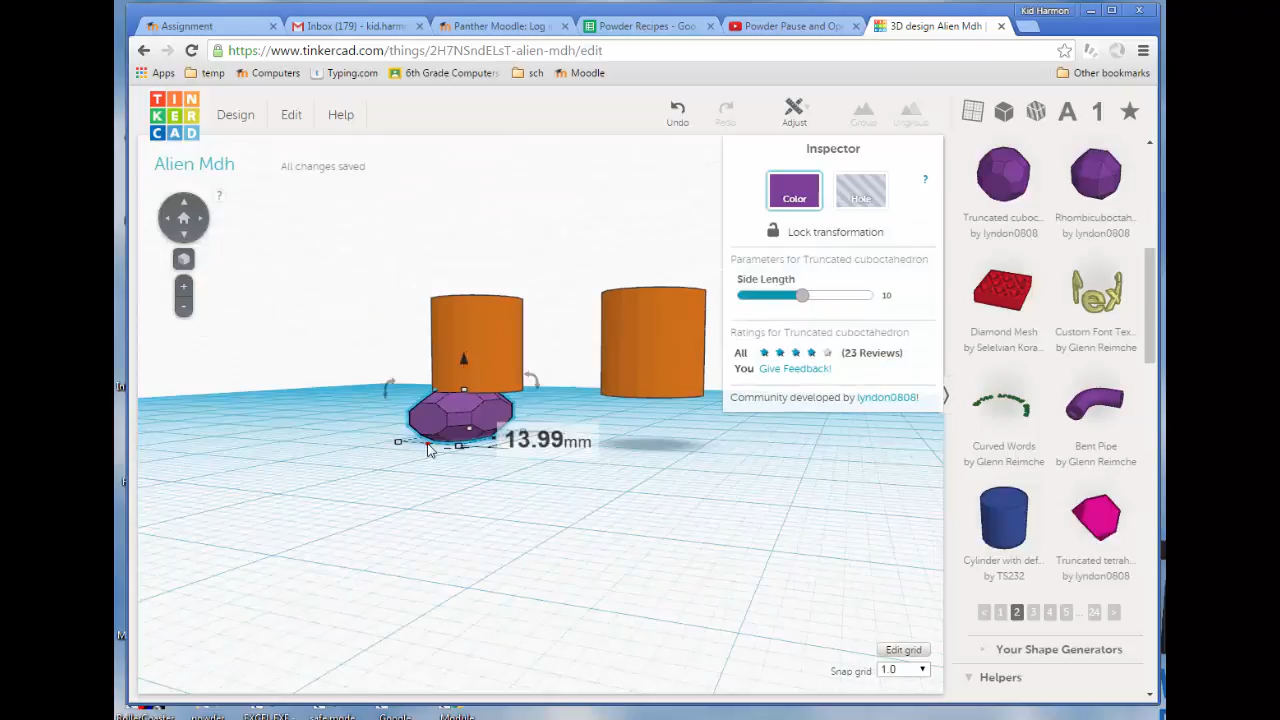 Kid Harmon
Assignment
Inbox (179) - kid.harm
Panther Moodle: Log i
Powder Recipes - Goo
Powder Pause and Op
3D design Alien Mdh |
https://www.tinkercad.com/things/2H7NSndELsT-alien-mdh/edit
Apps
temp
Computers
Typing.com
6th Grade Computers
sch
Moodle
Other bookmarks
TIN
KER
CAD
Design
Edit
Help
Undo
Redo
Adjust
Group
Ungroup
A 1
Alien Mdh
All changes saved
?
+
-
Inspector
Color
Hole
?
Lock transformation
Parameters for Truncated cuboctahedron
Side Length
10
Ratings for Truncated cuboctahedron
All (23 Reviews)
You Give Feedback!
Community developed by lyndon0808!
13.99mm
Truncated cuboc...
by lyndon0808
Rhombicuboctah...
by lyndon0808
Diamond Mesh
by Selelvian Kora...
Custom Font Tex...
by Glenn Reimche
Curved Words
by Glenn Reimche
Bent Pipe
by Glenn Reimche
Cylinder with def...
by TS232
Truncated tetrah...
by lyndon0808
< 1 2 3 4 5 ... 24 >
Your Shape Generators
Helpers
Edit grid
Snap grid 1.0